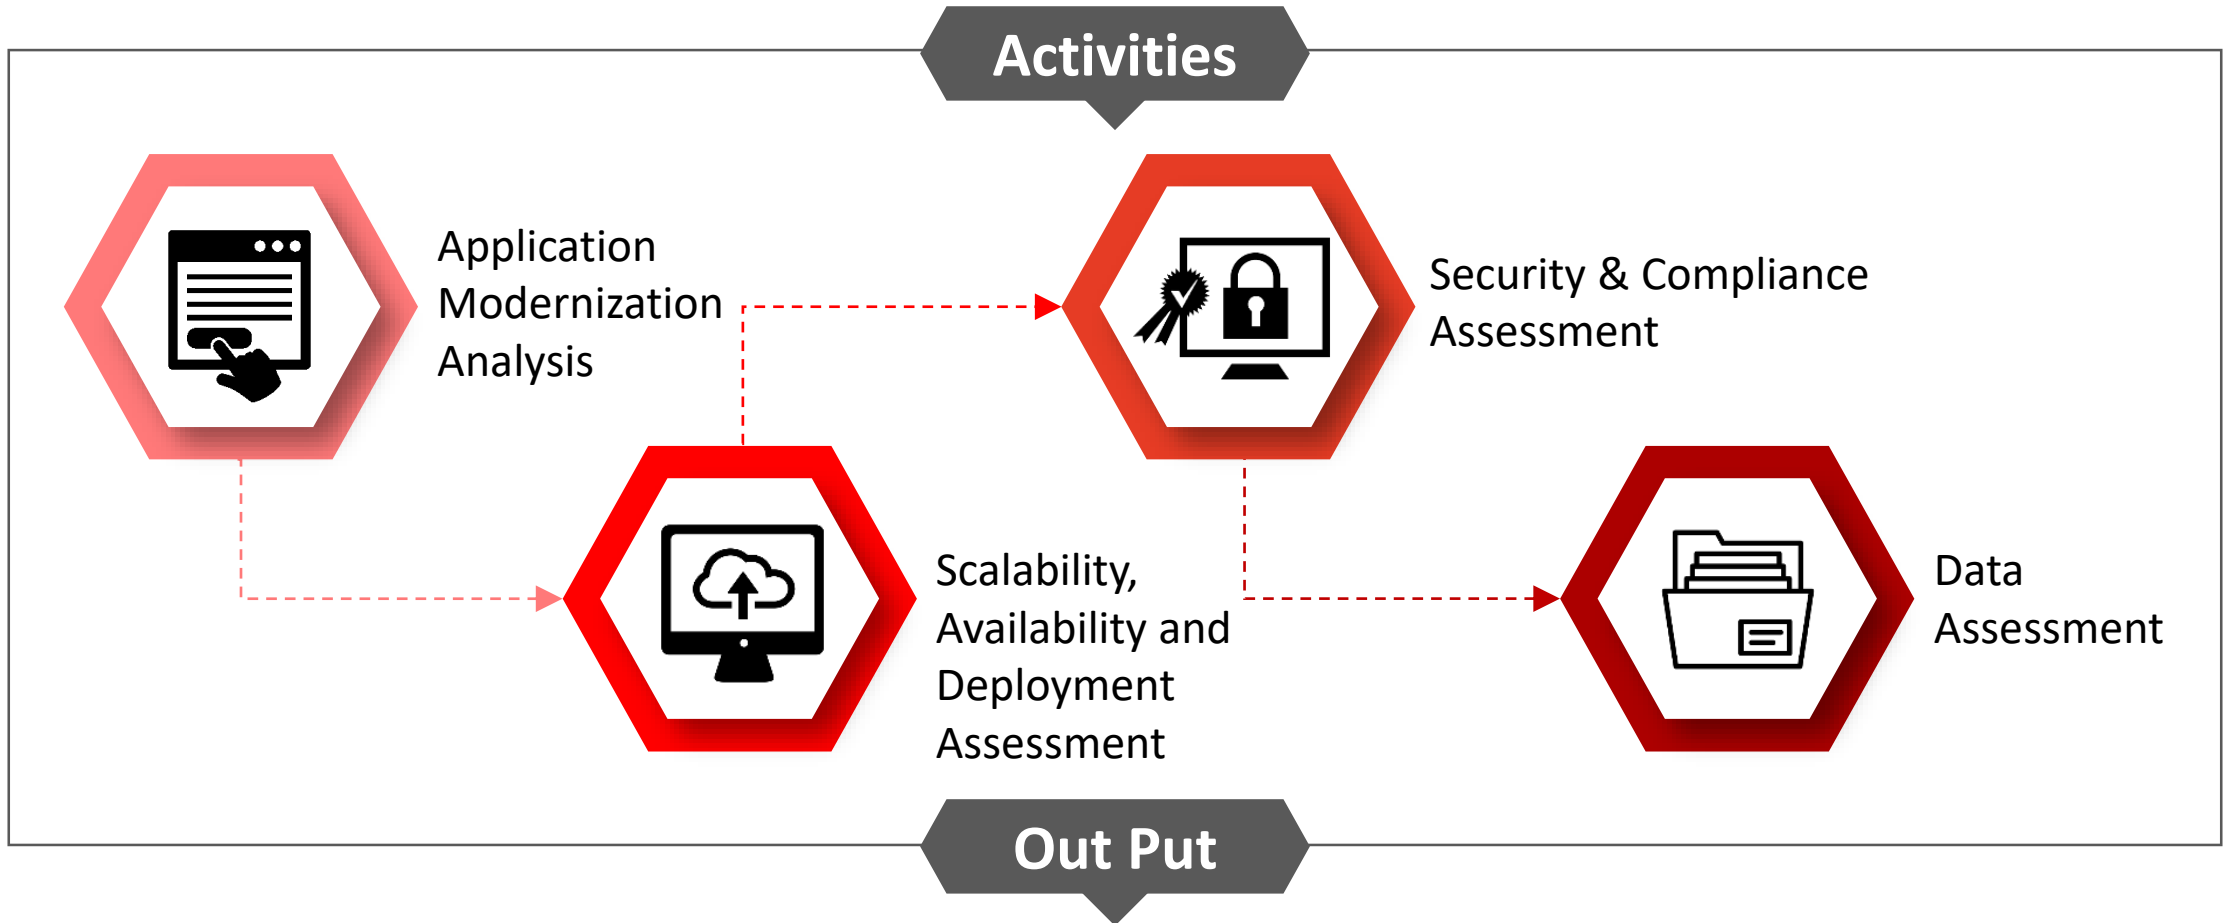 Activities
Application
Modernization
Analysis
Scalability,
Availability and
Deployment
Assessment
Security & Compliance
Assessment
Data
Assessment
Out Put